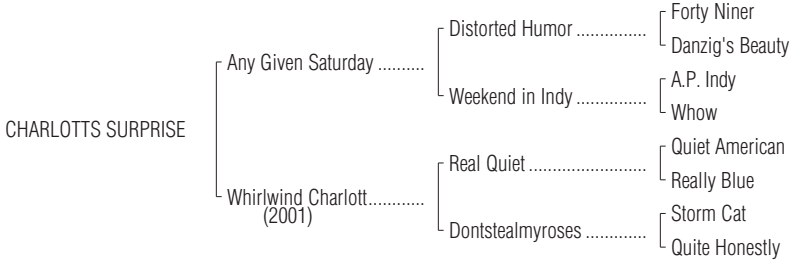 Forty Niner
Distorted Humor ...............
Danzig's Beauty
Any Given Saturday ..........
A.P. Indy
Weekend in Indy ...............
Whow
CHARLOTTS SURPRISE
Quiet American
Real Quiet .........................
Really Blue
Whirlwind Charlott............
(2001)
Storm Cat
Dontstealmyroses .............
Quite Honestly